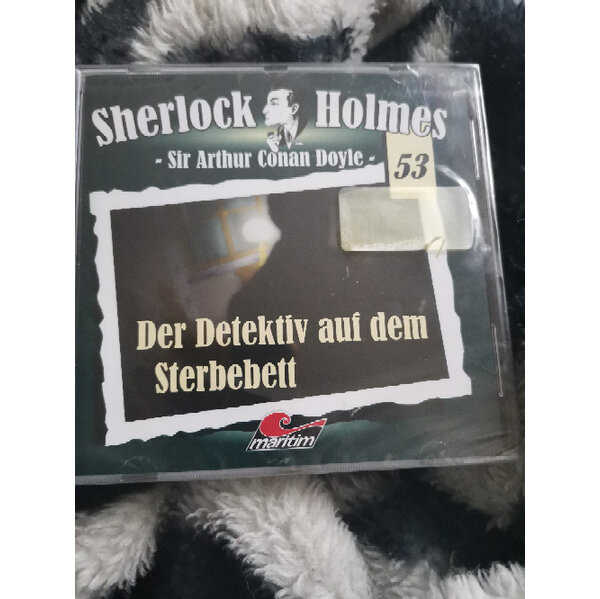 Sherlock Holmes
- Sir Arthur Conan Doyle -
53
Der Detektiv auf dem
Sterbebett
maritim